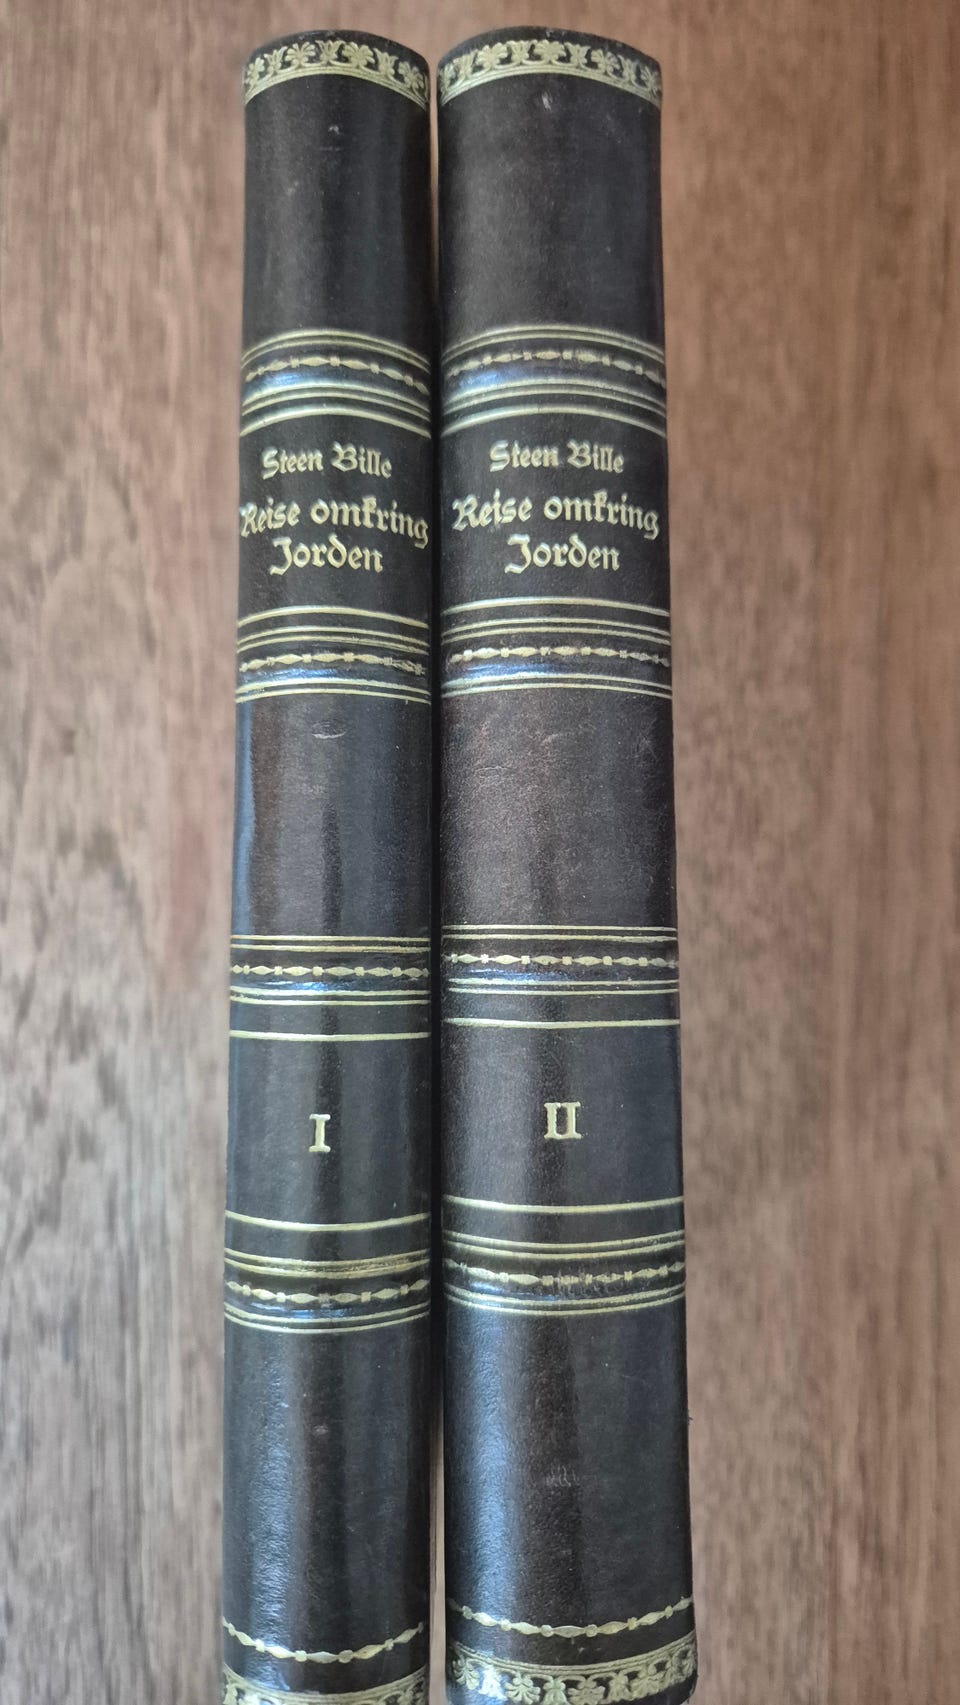 Steen Bille
Reise omkring
Jorden
I
Steen Bille
Reise omkring
Jorden
II